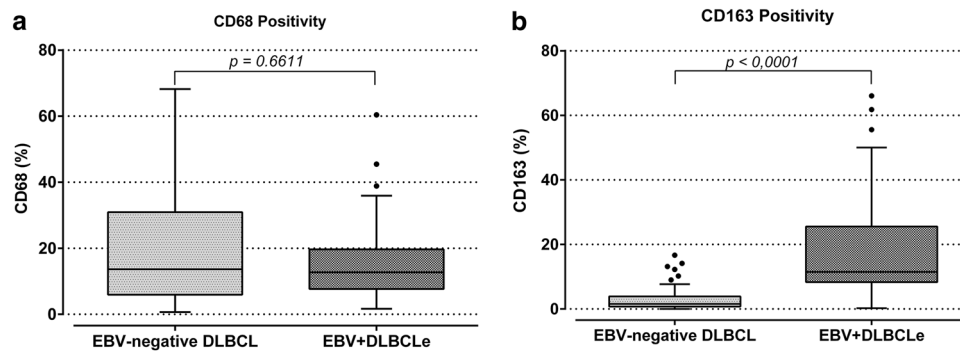 a
CD68 Positivity
80
60
40
20
0
CD68 (%)
p = 0.6611
EBV-negative DLBCL
EBV+DLBCLe
b
CD163 Positivity
80
60
40
20
0
CD163 (%)
p < 0,0001
EBV-negative DLBCL
EBV+DLBCLe